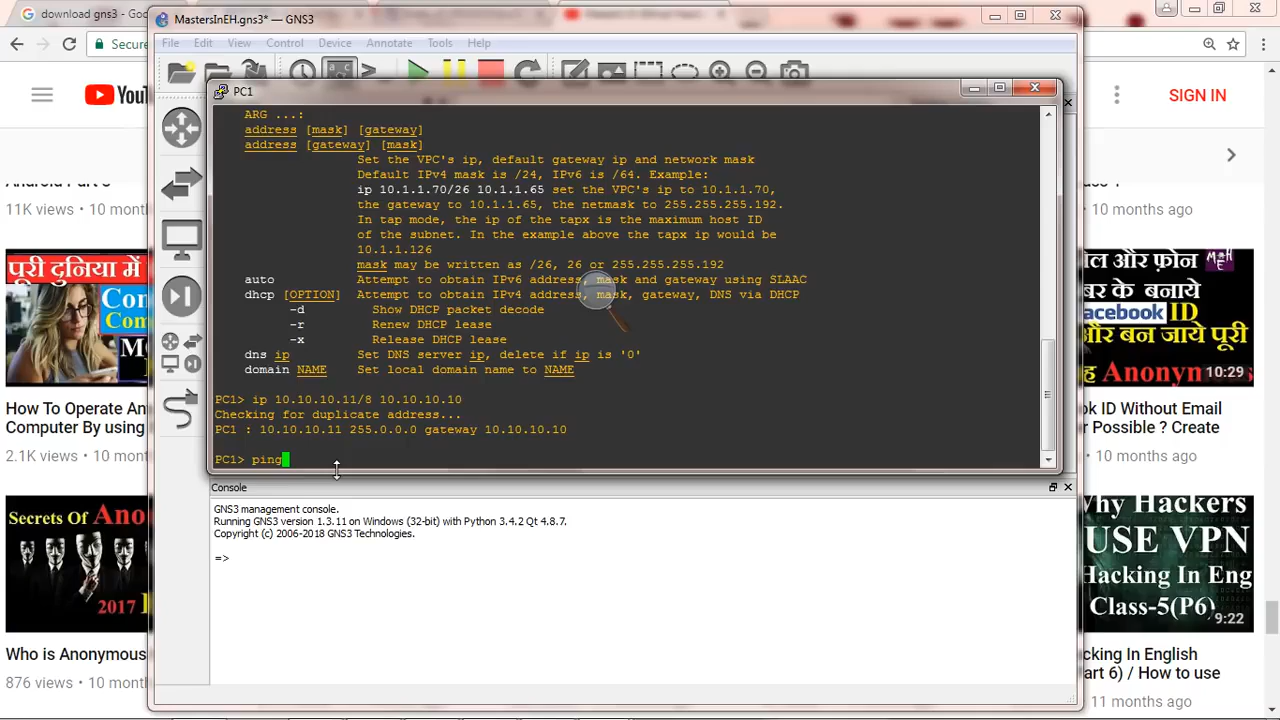 download gns3 - Goo
MastersInEH.gns3* — GNS3
Secure
File Edit View Control Device Annotate Tools Help
You
SIGN IN
PC1
ARG ...:
address [mask] [gateway]
address [gateway] [mask]
Set the VPC's ip, default gateway ip and network mask
Default IPv4 mask is /24, IPv6 is /64. Example:
ip 10.1.1.70/26 10.1.1.65 set the VPC's ip to 10.1.1.70,
the gateway to 10.1.1.65, the netmask to 255.255.255.192.
In tap mode, the ip of the tapx is the maximum host ID
of the subnet. In the example above the tapx ip would be
10.1.1.126
mask may be written as /26, 26 or 255.255.255.192
auto Attempt to obtain IPv6 address, mask and gateway using SLAAC
dhcp [OPTION] Attempt to obtain IPv4 address, mask, gateway, DNS via DHCP
-d Show DHCP packet decode
-r Renew DHCP lease
-x Release DHCP lease
dns ip Set DNS server ip, delete if ip is '0'
domain NAME Set local domain name to NAME
PC1> ip 10.10.10.11/8 10.10.10.10
Checking for duplicate address...
PC1 : 10.10.10.11 255.0.0.0 gateway 10.10.10.10
PC1> ping
Console
GNS3 management console.
Running GNS3 version 1.3.11 on Windows (32-bit) with Python 3.4.2 Qt 4.8.7.
Copyright (c) 2006-2018 GNS3 Technologies.
=>
11K views • 10 month
पूरी दुनिया में
Con
Com
How To Operate An
Computer By using
2.1K views • 10 mon
Secrets Of Ano
2017
Who is Anonymous
876 views • 10 month
10 months ago
ल और फ़ोन
M
के बनाये
acebook ID
और बन जाये पूरी
Anonym
10:29
ok ID Without Email
Possible ? Create
10 months ago
Why Hackers
USE VPN
Hacking In Eng
Class-5(P6)
9:22
cking In English
art 6) / How to use
11 months ago